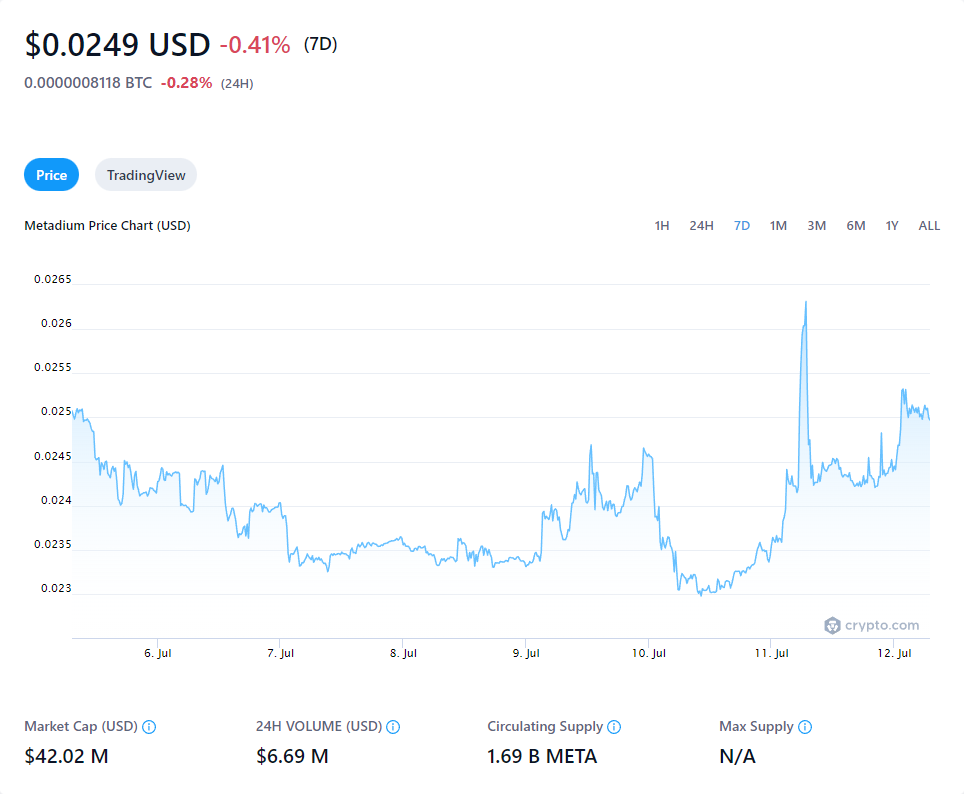 $0.0249 USD -0.41% (7D)
0.0000008118 BTC -0.28% (24H)
Price TradingView
Metadium Price Chart (USD) 1H 24H 7D 1M 3M 6M 1Y ALL
0.0265
0.026
0.0255
0.025
0.0245
0.024
0.0235
0.023
crypto.com
6. Jul 7. Jul 8. Jul 9. Jul 10. Jul 11. Jul 12. Jul
Market Cap (USD) 24H VOLUME (USD) Circulating Supply Max Supply
$42.02 M $6.69 M 1.69 B META N/A